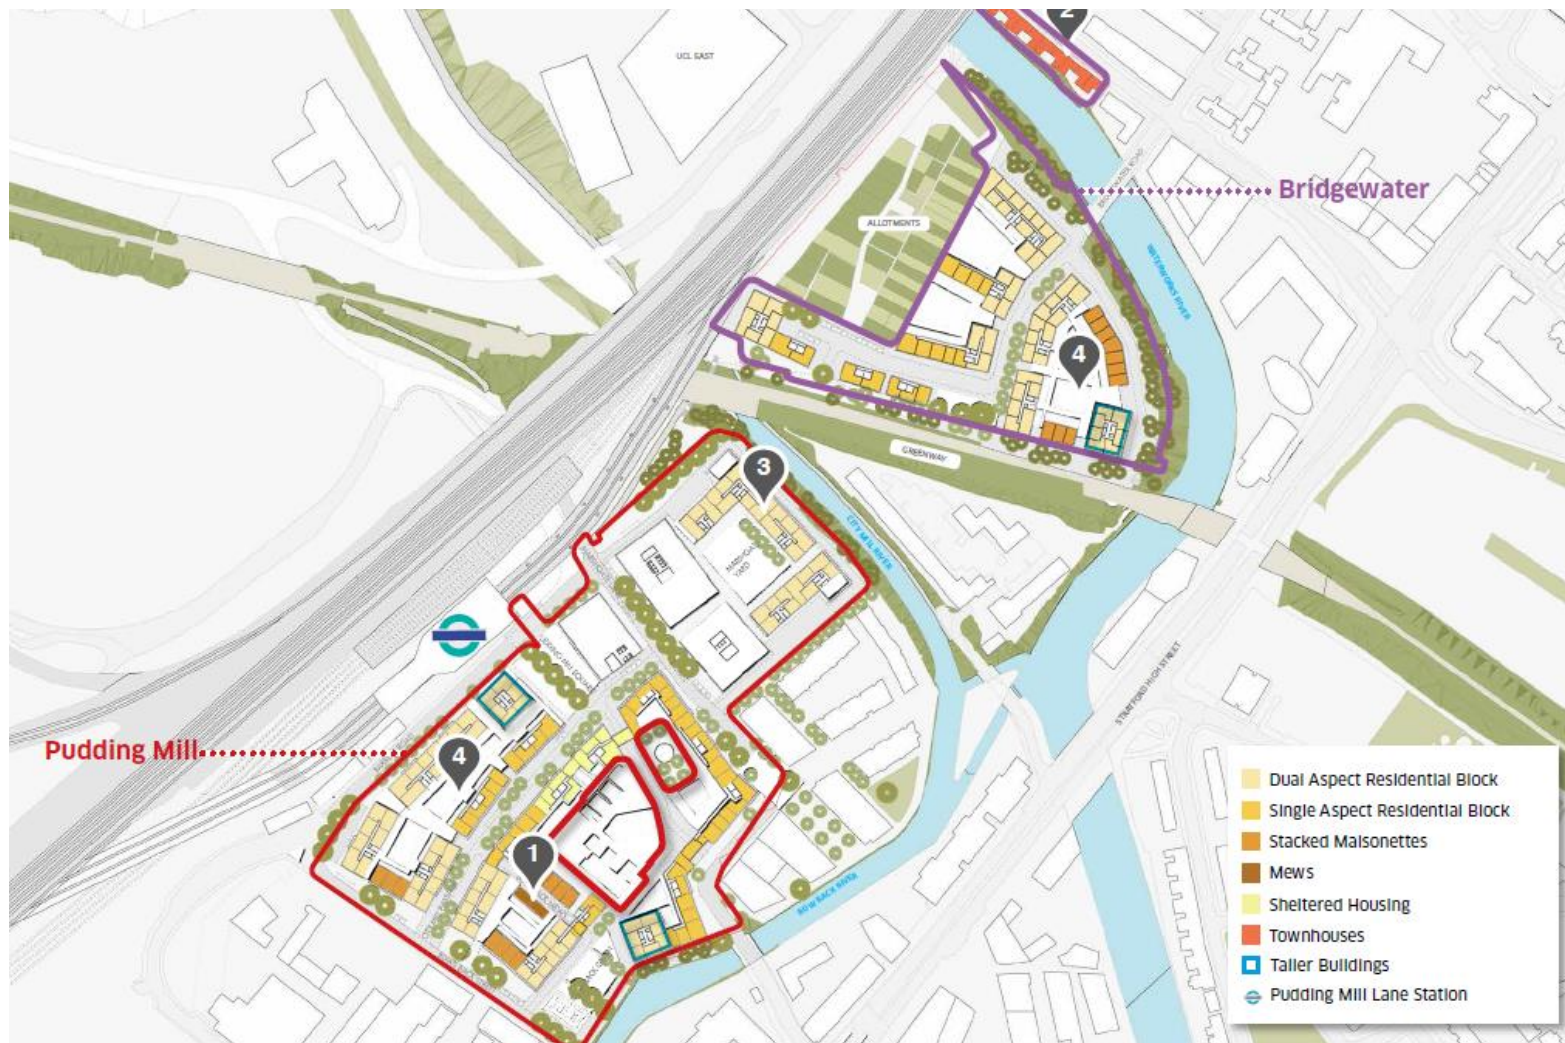 2
UCL EAST
Bridgewater
ALLOTMENTS
WATERWORKS RIVER
4
GREENWAY
3
CITY MILL RIVER
YARD
STRATFORD HIGH STREET
Pudding Mill
4
1
BOW BACK RIVER
Dual Aspect Residential Block
Single Aspect Residential Block
Stacked Maisonettes
Mews
Sheltered Housing
Townhouses
Taller Buildings
Pudding Mill Lane Station